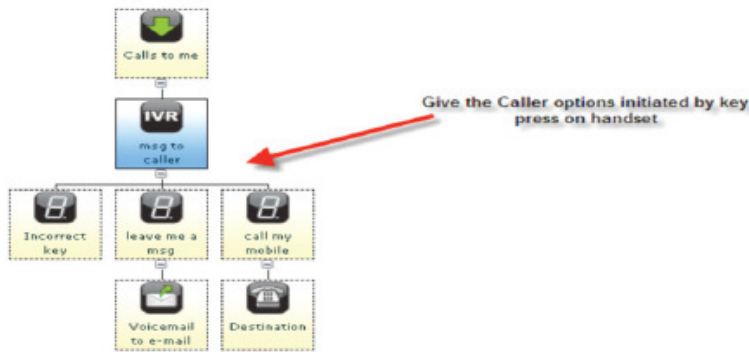 Calls to me
IVR
msg to
caller
Give the Caller options initiated by key
press on handset
Incorrect
key
leave me a
msg
call my
mobile
Voicemail
to e-mail
Destination